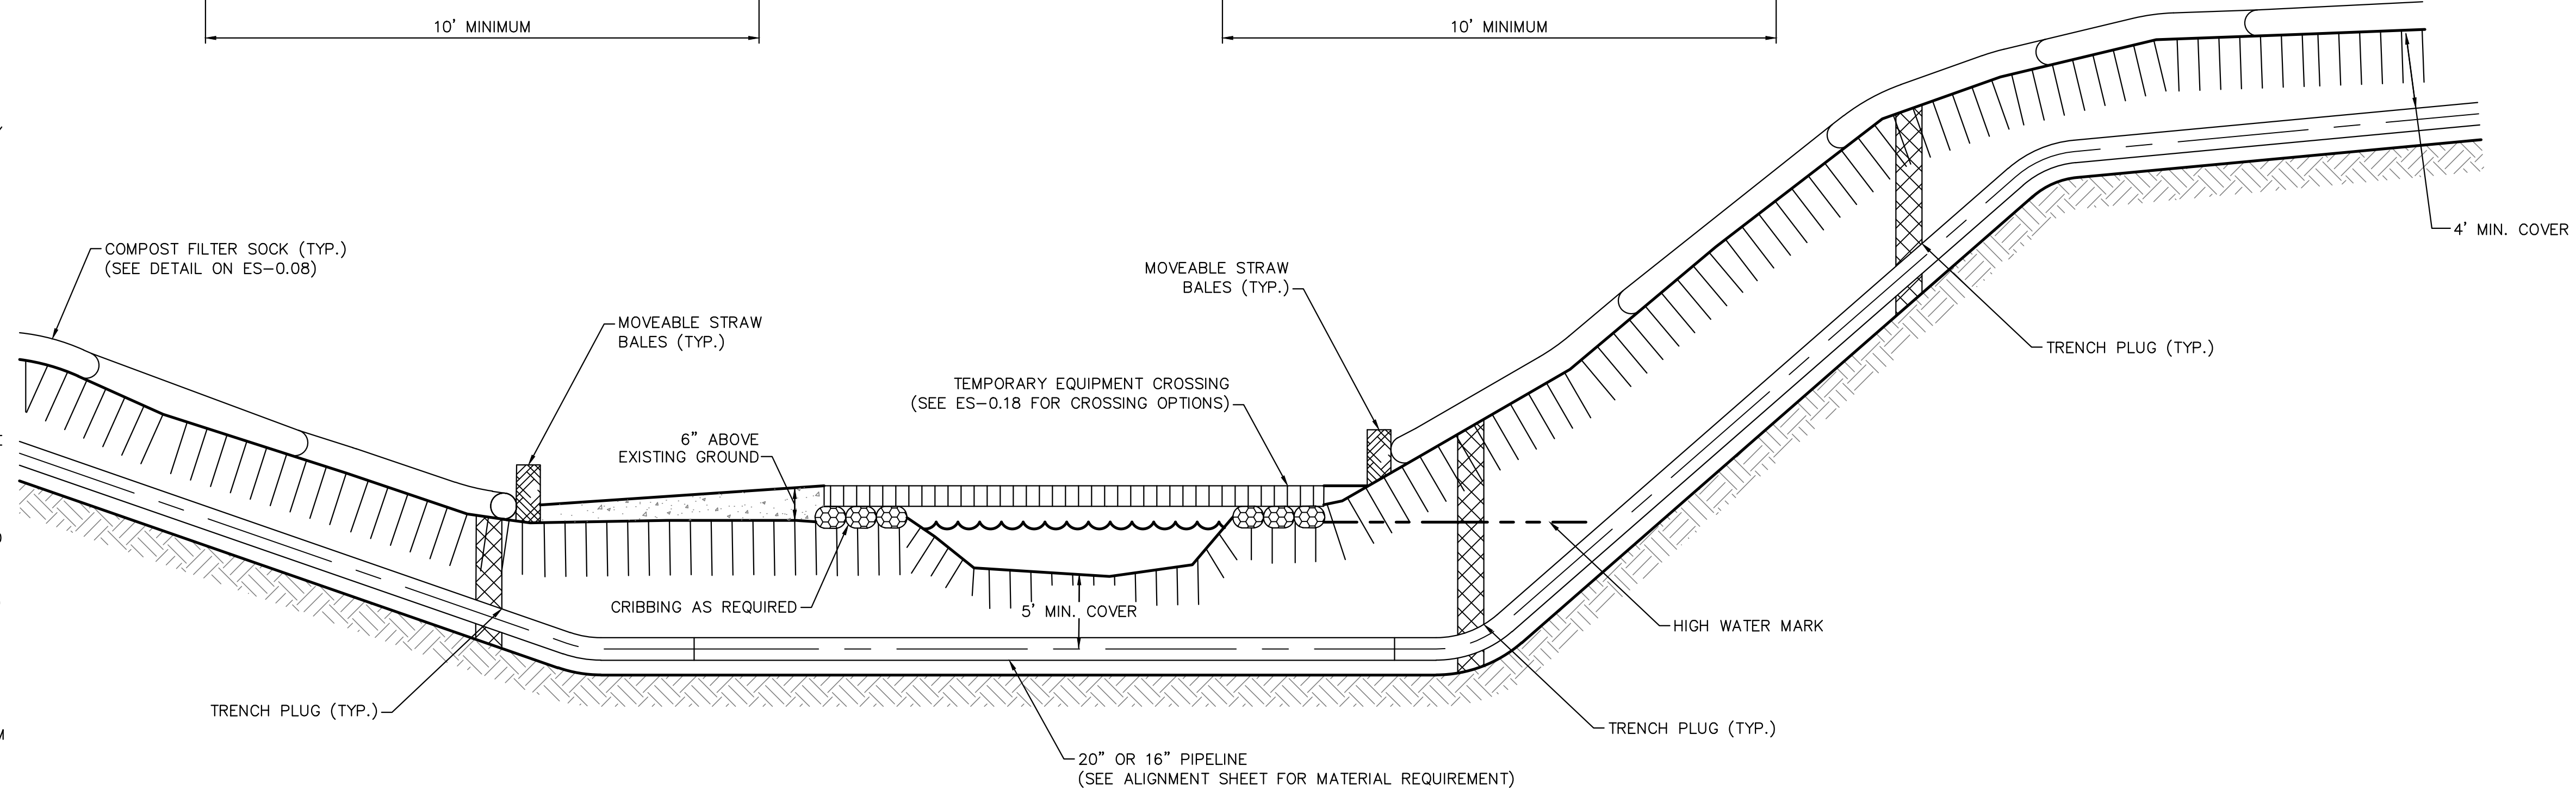 10' MINIMUM
10' MINIMUM
COMPOST FILTER SOCK (TYP.)
(SEE DETAIL ON ES-0.08)
4' MIN. COVER
MOVEABLE STRAW
BALES (TYP.)
MOVEABLE STRAW
BALES (TYP.)
TRENCH PLUG (TYP.)
TEMPORARY EQUIPMENT CROSSING
(SEE ES-0.18 FOR CROSSING OPTIONS)
6" ABOVE
EXISTING GROUND
CRIBBING AS REQUIRED
5' MIN. COVER
HIGH WATER MARK
TRENCH PLUG (TYP.)
TRENCH PLUG (TYP.)
20" OR 16" PIPELINE
(SEE ALIGNMENT SHEET FOR MATERIAL REQUIREMENT)